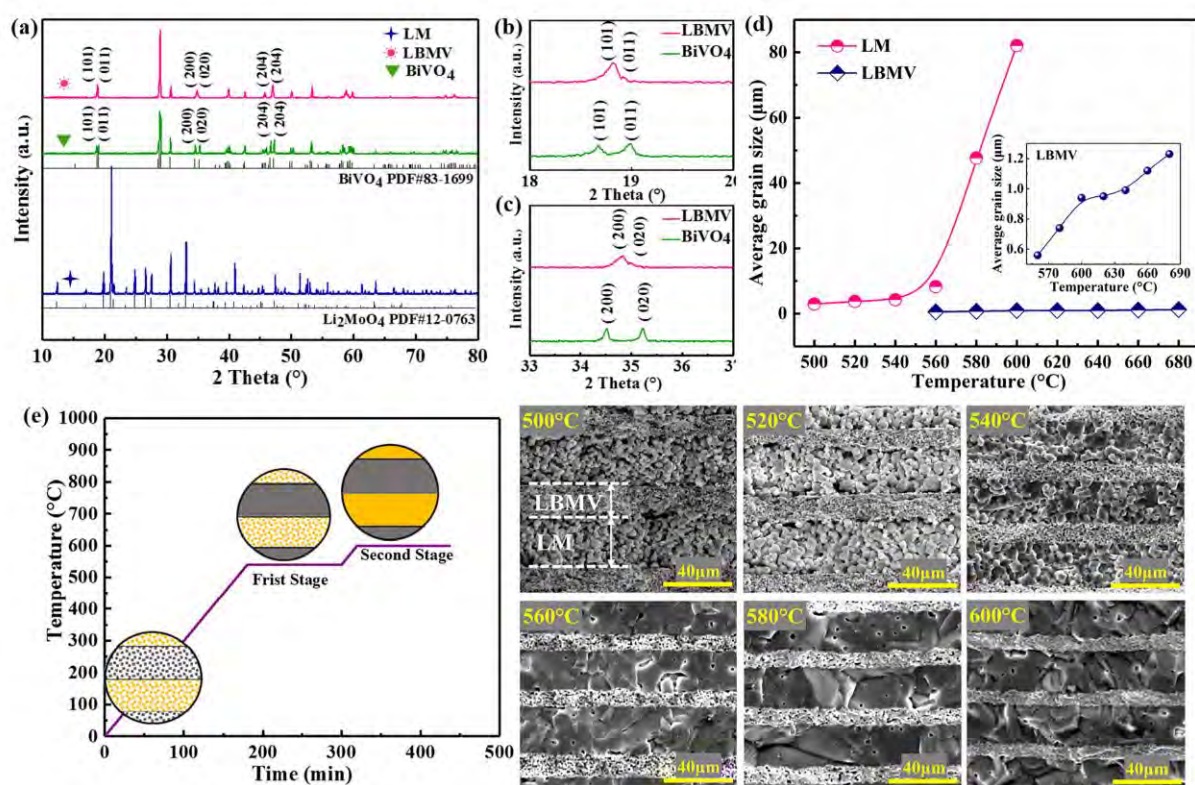 (a)
LM
LBMV
BiVO₄
( 101)
( 011)
(200)
(020)
(204)
( 204)
(101)
(011)
(200)
(020)
(204)
( 204)
BiVO₄ PDF#83-1699
Li₂MoO₄ PDF#12-0763
Intensity (a.u.)
10 20 30 40 50 60 70 80
2 Theta (°)
(b)
LBMV
BiVO4
(101)
(011)
(101)
(011)
Intensity (a.u.)
18 19 20
2 Theta (°)
(c)
LBMV
BiVO4
( 200)
(020)
(200)
(020)
Intensity (a.u.)
33 34 35 36
2 Theta (°)
(d)
LM
LBMV
Average grain size (μm)
80
60
40
20
0
500 520 540 560 580 600 620 640 660 680
Temperature (°C)
LBMV
Average grain size (μm)
1.2
1.0
0.8
0.6
570 600 630 660 690
Temperature (°C)
(e)
Temperature (°C)
1000
900
800
700
600
500
400
300
200
100
0
Frist Stage
Second Stage
0 100 200 300 400 500
Time (min)
500°C
LBMV
LM
40μm
520°C
40μm
540°C
40μm
560°C
40μm
580°C
40μm
600°C
40μm